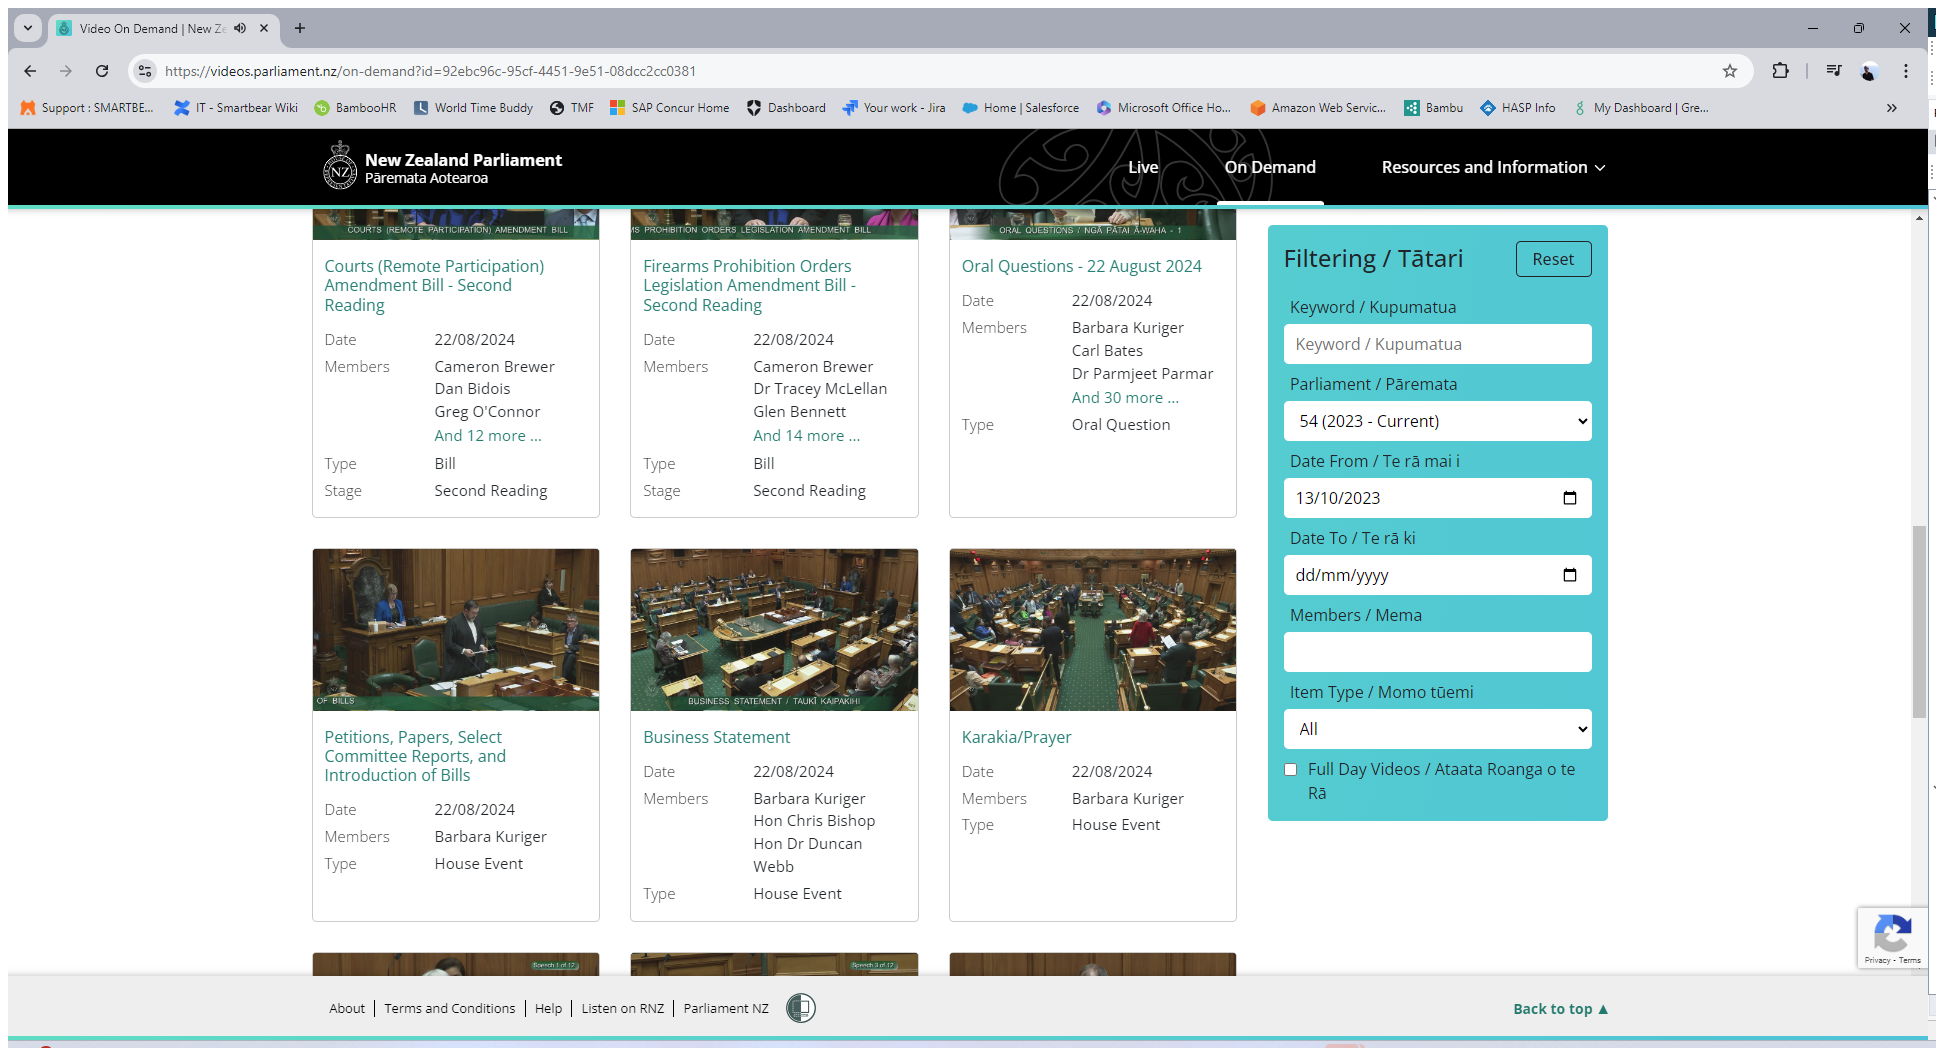 Video On Demand | New Ze
https://videos.parliament.nz/on-demand?id=92ebc96c-95cf-4451-9e51-08dcc2cc0381
Support : SMARTBE...
IT - Smartbear Wiki
BambooHR
World Time Buddy
TMF
SAP Concur Home
Dashboard
Your work - Jira
Home | Salesforce
Microsoft Office Ho...
Amazon Web Servic...
Bambu
HASP Info
My Dashboard | Gre...
New Zealand Parliament
Pāremata Aotearoa
Live
On Demand
Resources and Information
COURTS (REMOTE PARTICIPATION) AMENDMENT BILL
Courts (Remote Participation)
Amendment Bill - Second
Reading
Date 22/08/2024
Members Cameron Brewer
Dan Bidois
Greg O'Connor
And 12 more ...
Type Bill
Stage Second Reading
MS PROHIBITION ORDERS LEGISLATION AMENDMENT BILL
Firearms Prohibition Orders
Legislation Amendment Bill -
Second Reading
Date 22/08/2024
Members Cameron Brewer
Dr Tracey McLellan
Glen Bennett
And 14 more ...
Type Bill
Stage Second Reading
ORAL QUESTIONS / NGĀ PĀTAI Ā-WAHA - 1
Oral Questions - 22 August 2024
Date 22/08/2024
Members Barbara Kuriger
Carl Bates
Dr Parmjeet Parmar
And 30 more ...
Type Oral Question
OF BILLS
Petitions, Papers, Select
Committee Reports, and
Introduction of Bills
Date 22/08/2024
Members Barbara Kuriger
Type House Event
BUSINESS STATEMENT / TAUKĪ KAIPAKIHI
Business Statement
Date 22/08/2024
Members Barbara Kuriger
Hon Chris Bishop
Hon Dr Duncan
Webb
Type House Event
Karakia/Prayer
Date 22/08/2024
Members Barbara Kuriger
Type House Event
Speech 1 of 12
Speech 3 of 12
Filtering / Tātari
Reset
Keyword / Kupumatua
Keyword / Kupumatua
Parliament / Pāremata
54 (2023 - Current)
Date From / Te rā mai i
13/10/2023
Date To / Te rā ki
dd/mm/yyyy
Members / Mema
Item Type / Momo tūemi
All
Full Day Videos / Ataata Roanga o te
Rā
Privacy - Terms
About
Terms and Conditions
Help
Listen on RNZ
Parliament NZ
Back to top ▲